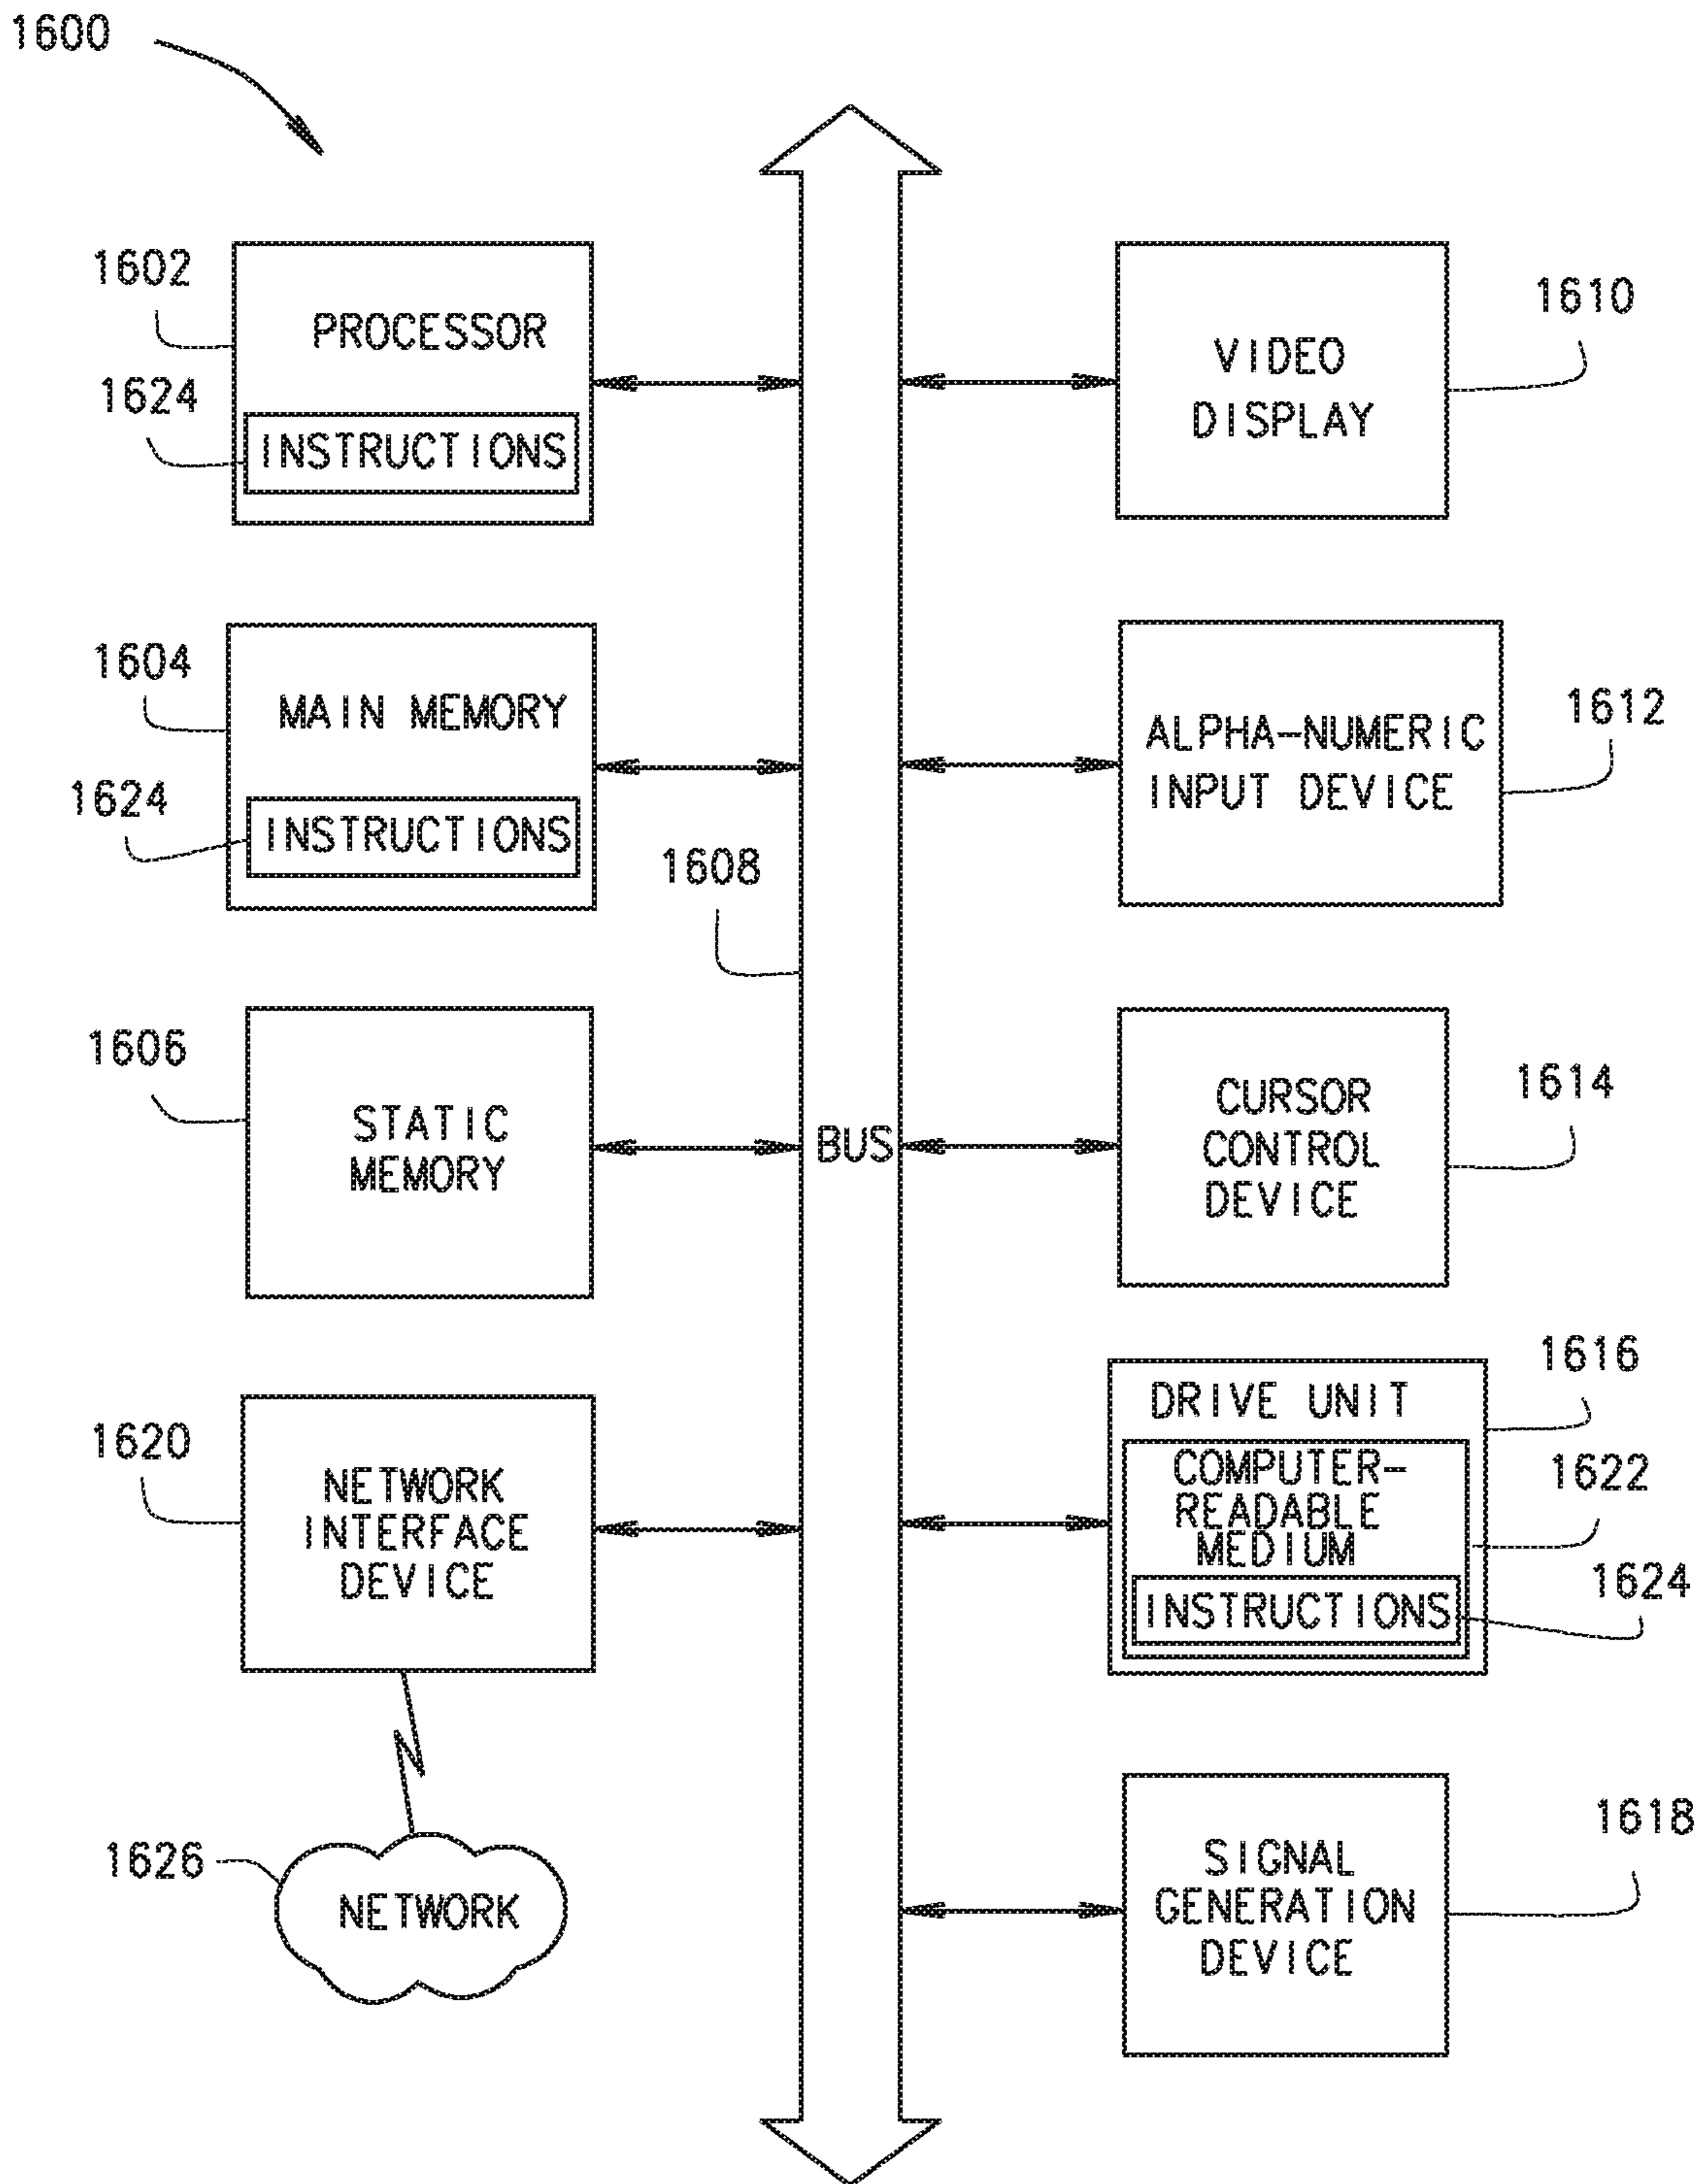 1600
1602
PROCESSOR
1624
INSTRUCTIONS
1604
MAIN MEMORY
1624
INSTRUCTIONS
1608
1606
STATIC
MEMORY
1620
NETWORK
INTERFACE
DEVICE
1626
NETWORK
BUS
VIDEO
DISPLAY
1610
ALPHA-NUMERIC
INPUT DEVICE
1612
CURSOR
CONTROL
DEVICE
1614
1616
DRIVE UNIT
COMPUTER-
READABLE
MEDIUM
1622
INSTRUCTIONS
1624
SIGNAL
GENERATION
DEVICE
1618